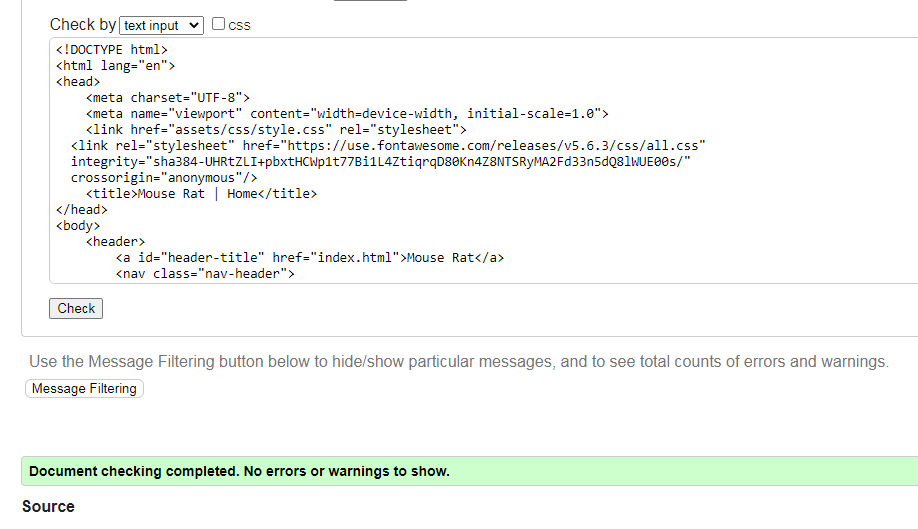 Check by text input css
<!DOCTYPE html>
<html lang="en">
<head>
    <meta charset="UTF-8">
    <meta name="viewport" content="width=device-width, initial-scale=1.0">
    <link href="assets/css/style.css" rel="stylesheet">
  <link rel="stylesheet" href="https://use.fontawesome.com/releases/v5.6.3/css/all.css"
  integrity="sha384-UHRtZLI+pbxtHCWp1t77Bi1L4ZtiqrqD80Kn4Z8NTSRyMA2Fd33n5dQ8lWUE00s/"
  crossorigin="anonymous"/>
    <title>Mouse Rat | Home</title>
</head>
<body>
    <header>
        <a id="header-title" href="index.html">Mouse Rat</a>
        <nav class="nav-header">
Check
Use the Message Filtering button below to hide/show particular messages, and to see total counts of errors and warnings.
Message Filtering
Document checking completed. No errors or warnings to show.
Source